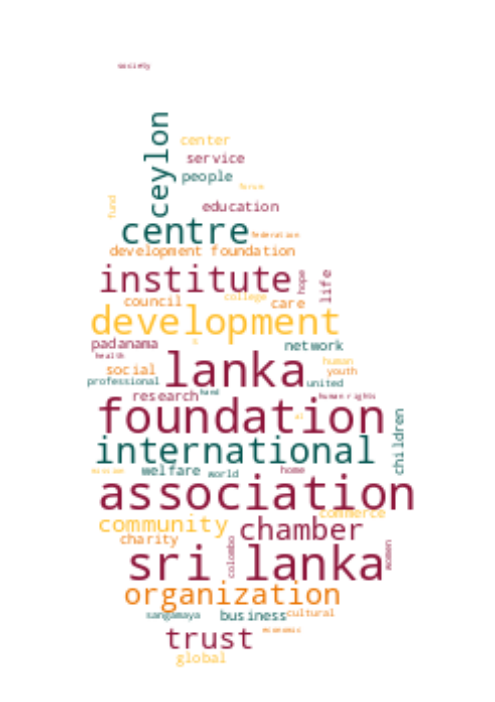 society
ceylon
center
service
people
forum
fund
education
centre
federation
development foundation
institute
hope
life
college
council
care
development
s
padanama
network
health
human
social
lanka
youth
professional
united
research
hand
human rights
foundation
al
children
international
mission
welfare
world
home
association
commerce
community
chamber
charity
colombo
women
sri lanka
organization
sangamaya
business
cultural
trust
economic
global